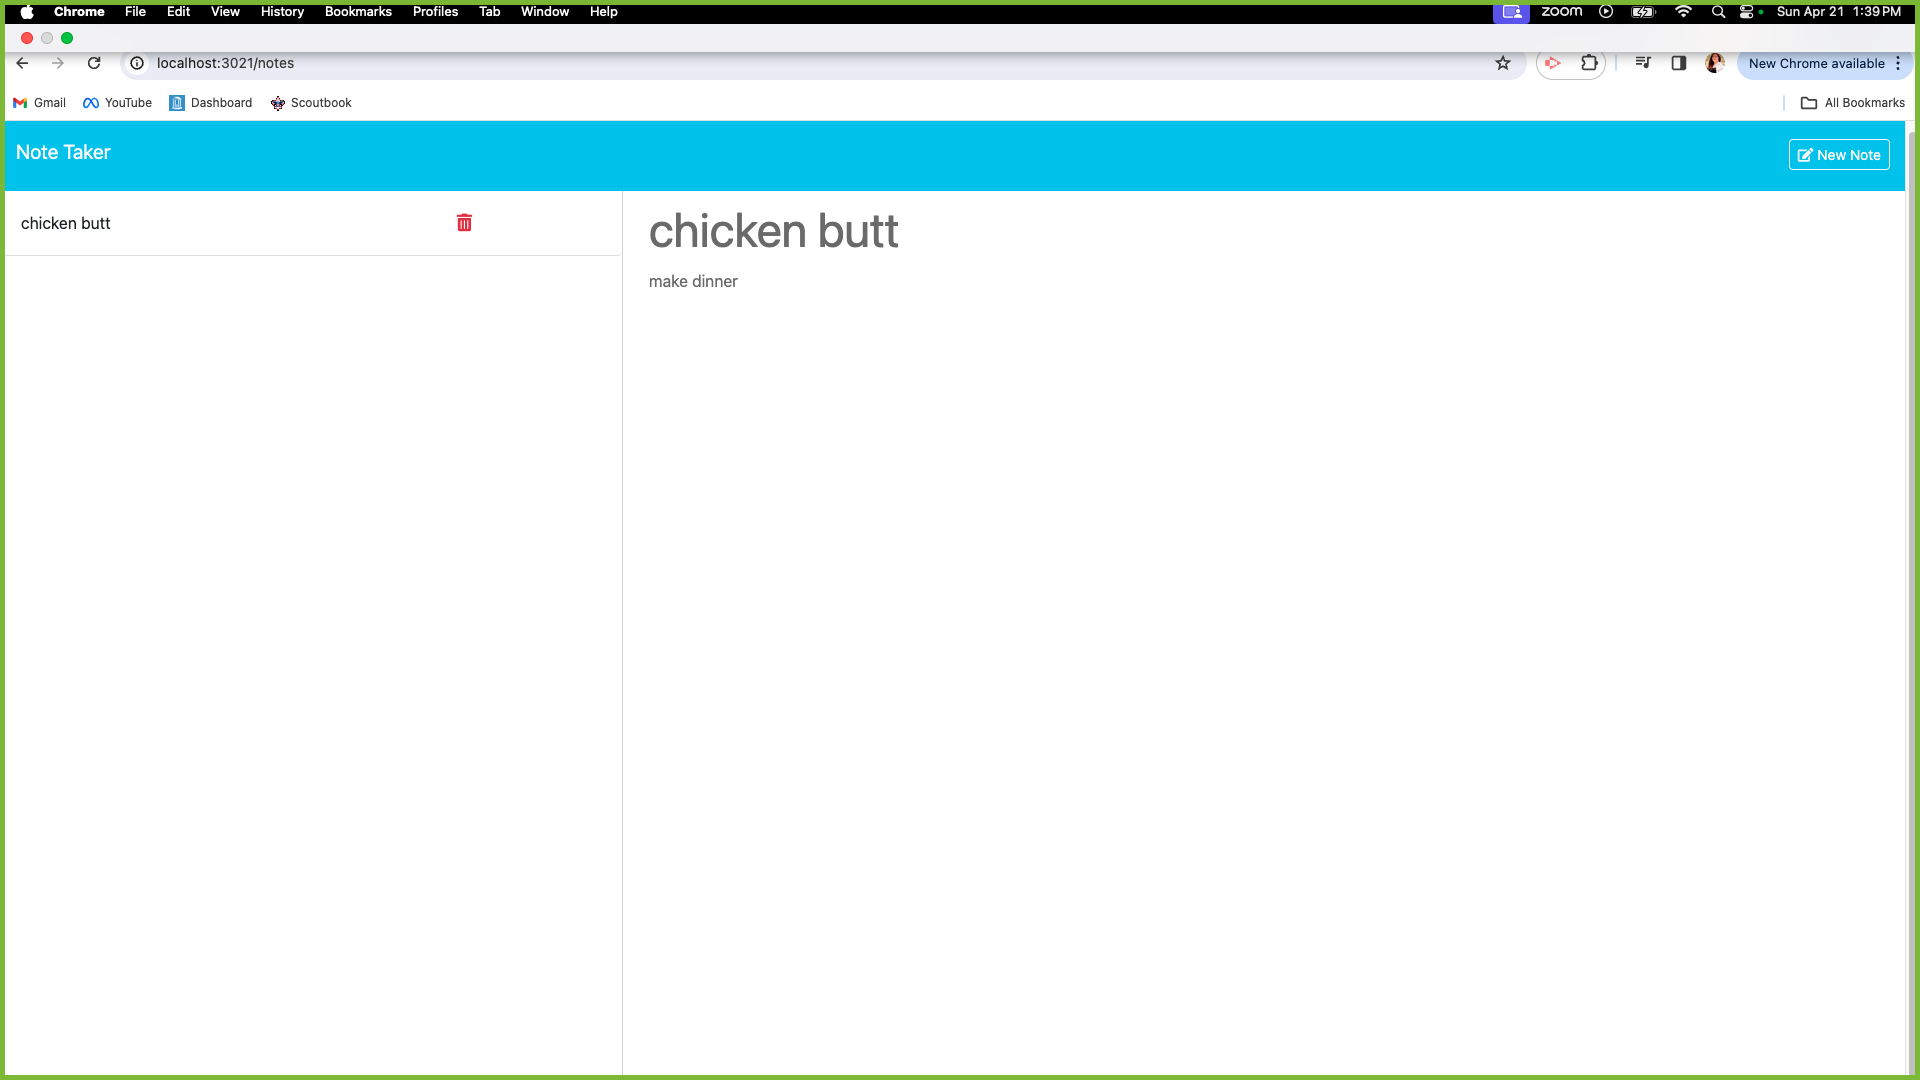 Chrome File Edit View History Bookmarks Profiles Tab Window Help zoom Sun Apr 21 1:39 PM
localhost:3021/notes New Chrome available
Gmail YouTube Dashboard Scoutbook All Bookmarks
Note Taker New Note
chicken butt
chicken butt
make dinner